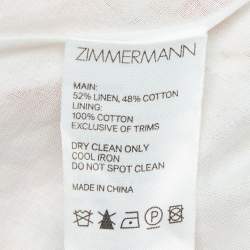 ZIMMERMANN
MAIN:
52% LINEN, 48% COTTON
LINING:
100% COTTON
EXCLUSIVE OF TRIMS
DRY CLEAN ONLY
COOL IRON
DO NOT SPOT CLEAN
MADE IN CHINA
P